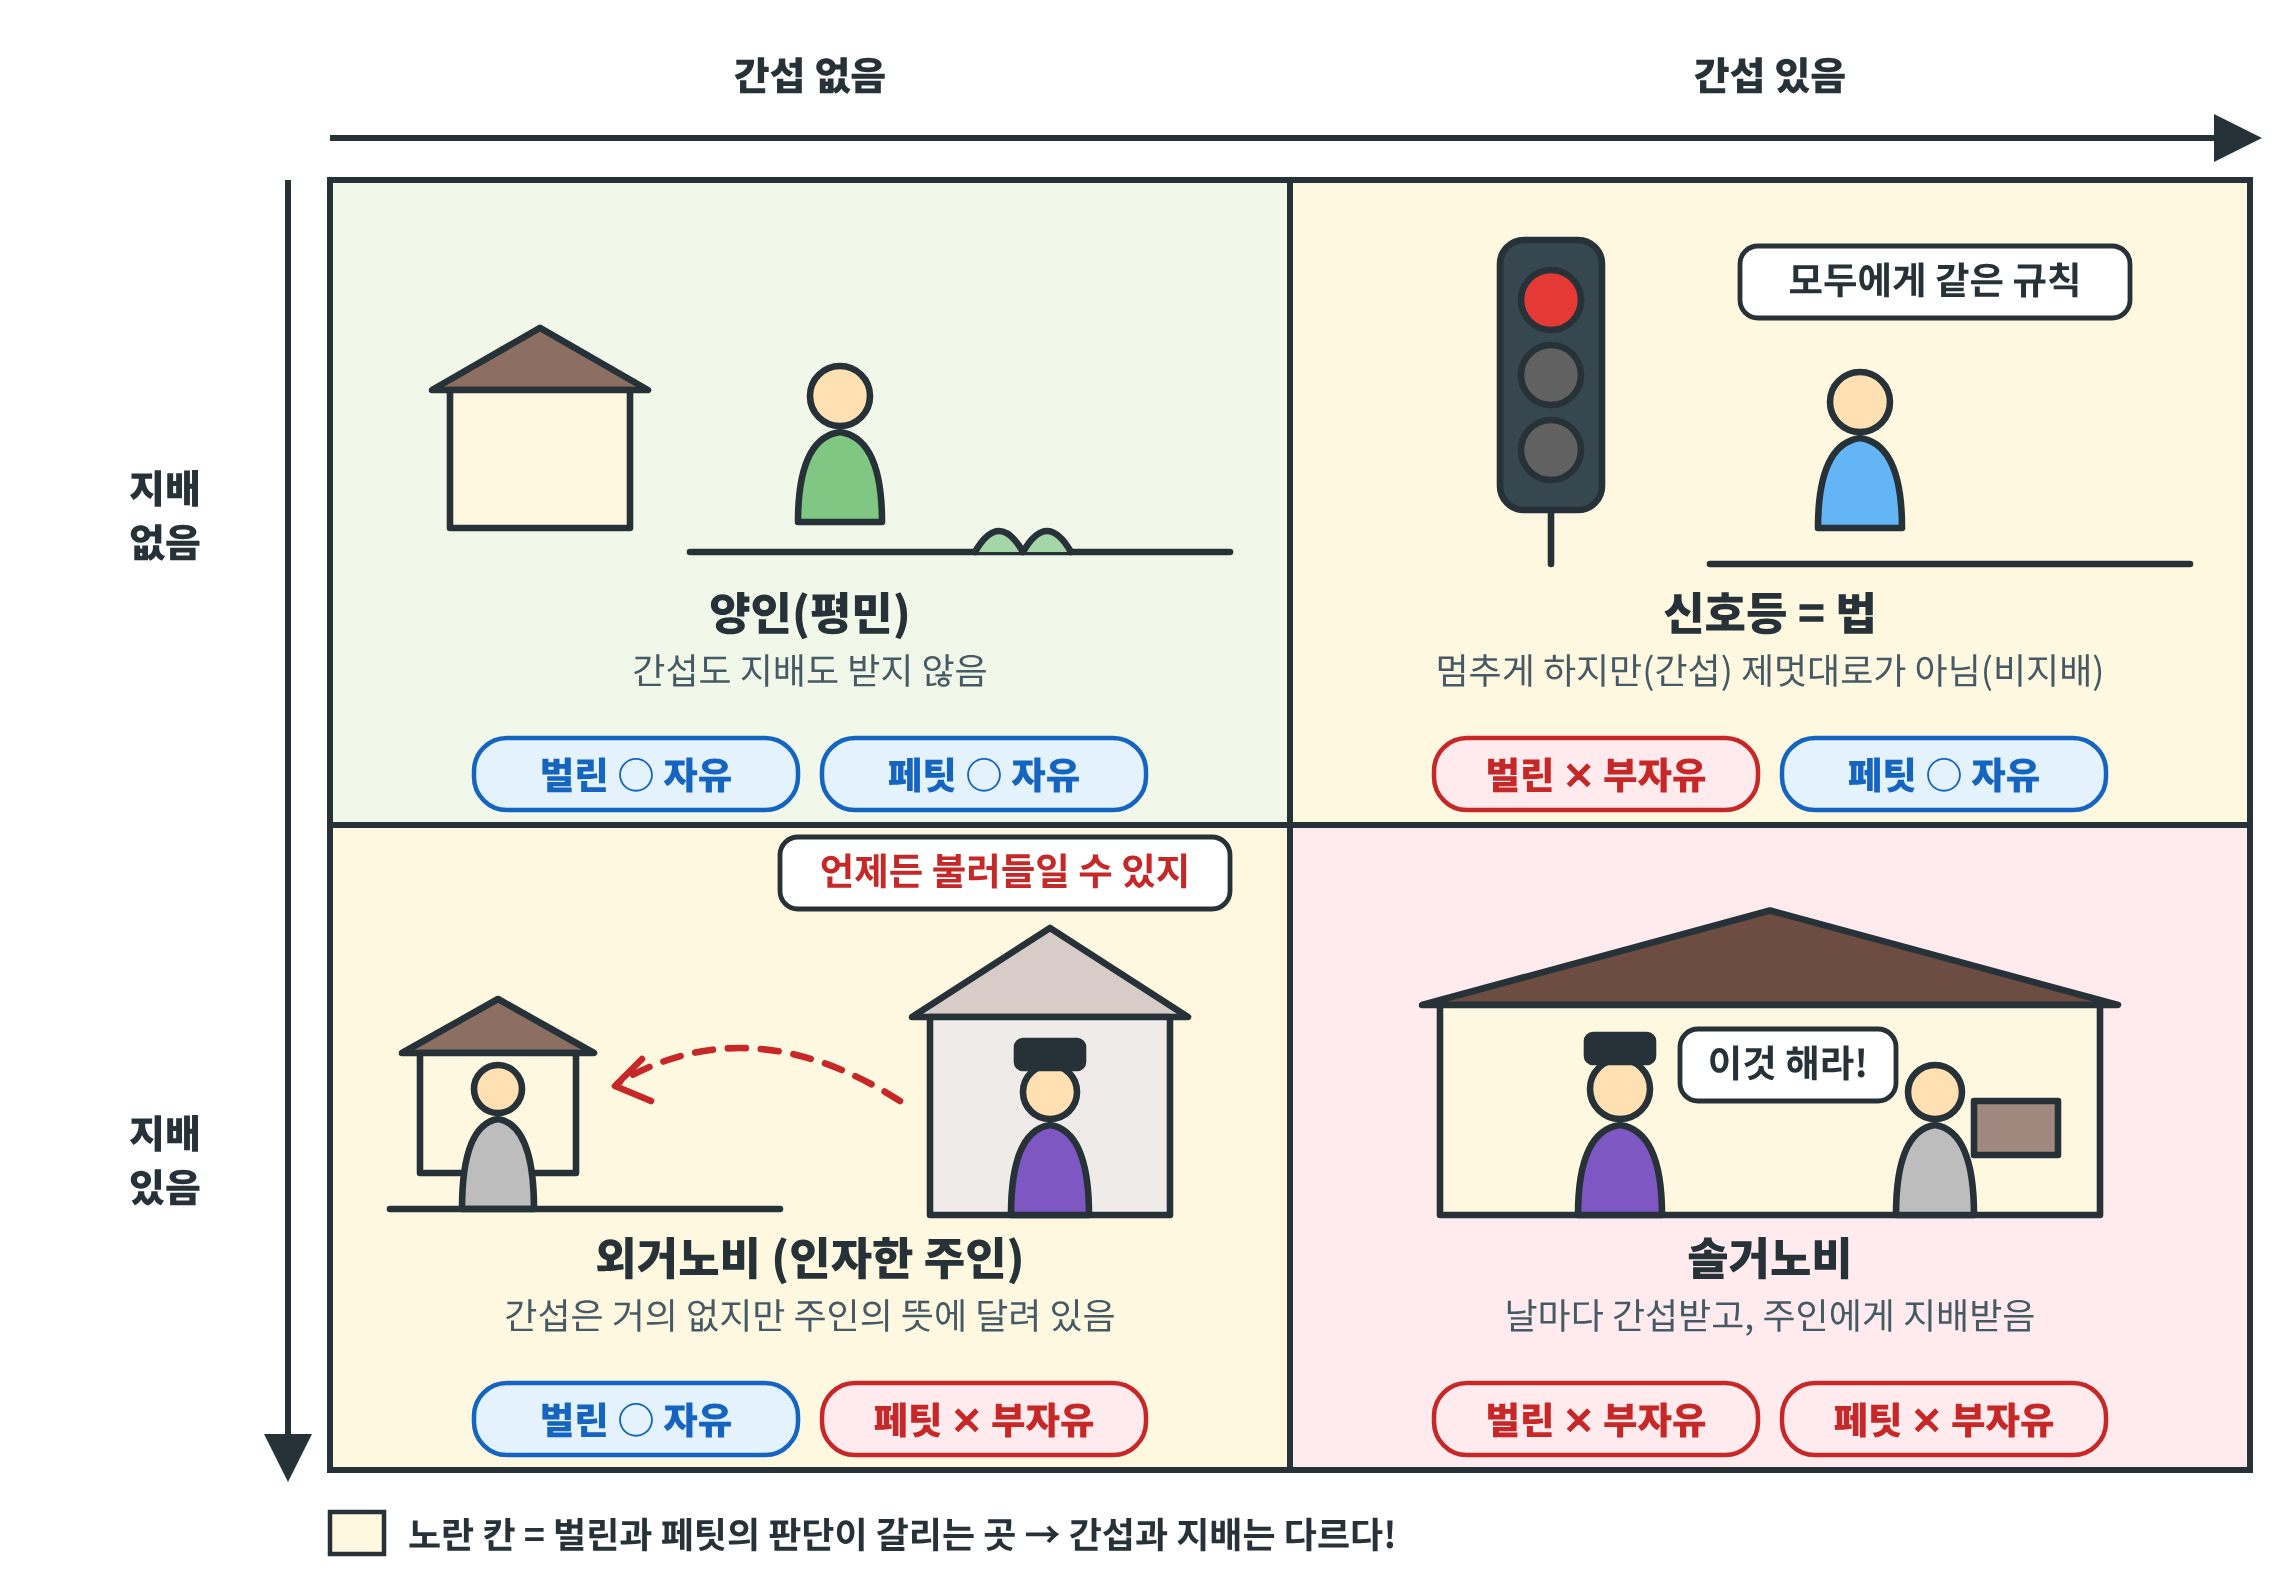 간섭 없음
간섭 있음
지배
없음
모두에게 같은 규칙
양인(평민)
간섭도 지배도 받지 않음
벌린 ○ 자유
페팃 ○ 자유
신호등 = 법
멈추게 하지만(간섭) 제멋대로가 아님(비지배)
벌린 × 부자유
페팃 ○ 자유
지배
있음
언제든 불러들일 수 있지
외거노비 (인자한 주인)
간섭은 거의 없지만 주인의 뜻에 달려 있음
벌린 ○ 자유
페팃 × 부자유
이것 해라!
솔거노비
날마다 간섭받고, 주인에게 지배받음
벌린 × 부자유
페팃 × 부자유
노란 칸 = 벌린과 페팃의 판단이 갈리는 곳 → 간섭과 지배는 다르다!